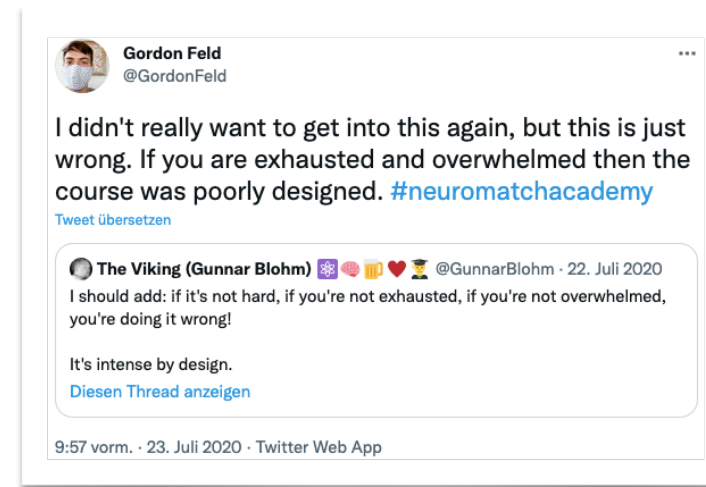 Gordon Feld
@GordonFeld
I didn't really want to get into this again, but this is just
wrong. If you are exhausted and overwhelmed then the
course was poorly designed. #neuromatchacademy
Tweet übersetzen
The Viking (Gunnar Blohm) ⚛️🧠🍺❤️👨‍🎓 @GunnarBlohm · 22. Juli 2020
I should add: if it's not hard, if you're not exhausted, if you're not overwhelmed,
you're doing it wrong!
It's intense by design.
Diesen Thread anzeigen
9:57 vorm. · 23. Juli 2020 · Twitter Web App